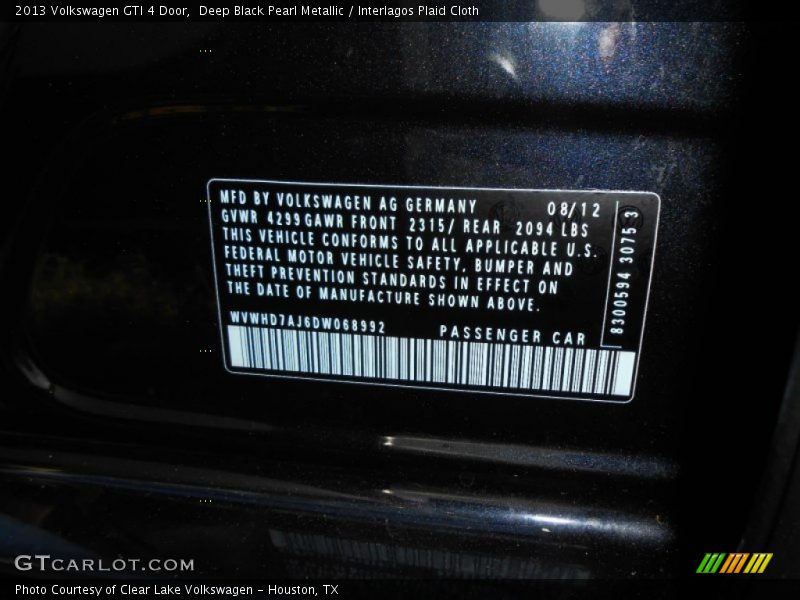 2013 Volkswagen GTI 4 Door,  Deep Black Pearl Metallic / Interlagos Plaid Cloth
MFD BY VOLKSWAGEN AG GERMANY 08/12
GVWR 4299 GAWR FRONT 2315/ REAR 2094 LBS
THIS VEHICLE CONFORMS TO ALL APPLICABLE U.S.
FEDERAL MOTOR VEHICLE SAFETY, BUMPER AND
THEFT PREVENTION STANDARDS IN EFFECT ON
THE DATE OF MANUFACTURE SHOWN ABOVE.
WVWHD7AJ6DW068992 PASSENGER CAR
8300594 3075 3
GTCARLOT.COM
Photo Courtesy of Clear Lake Volkswagen - Houston, TX